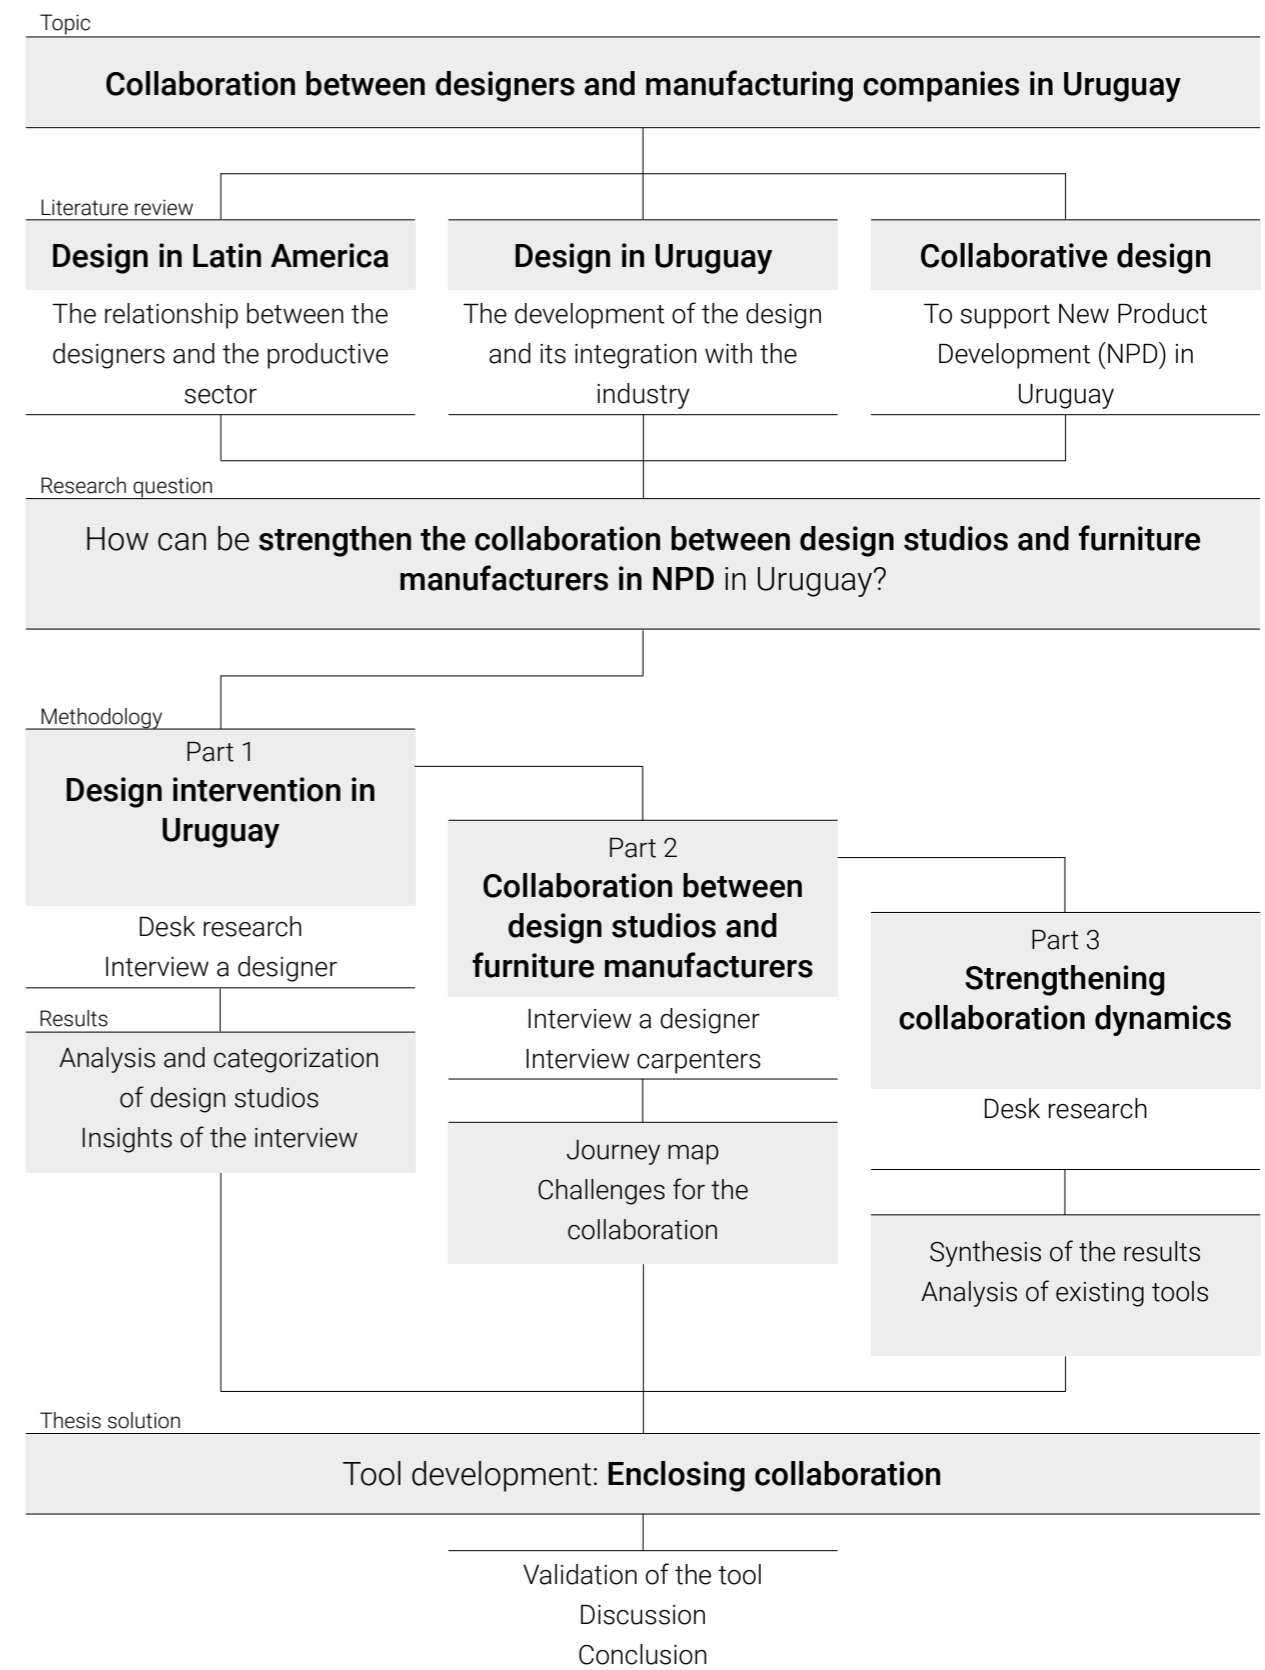 Topic
Collaboration between designers and manufacturing companies in Uruguay
Literature review
Design in Latin America
The relationship between the
designers and the productive
sector
Design in Uruguay
The development of the design
and its integration with the
industry
Collaborative design
To support New Product
Development (NPD) in
Uruguay
Research question
How can be strengthen the collaboration between design studios and furniture
manufacturers in NPD in Uruguay?
Methodology
Part 1
Design intervention in
Uruguay
Desk research
Interview a designer
Results
Analysis and categorization
of design studios
Insights of the interview
Part 2
Collaboration between
design studios and
furniture manufacturers
Interview a designer
Interview carpenters
Journey map
Challenges for the
collaboration
Part 3
Strengthening
collaboration dynamics
Desk research
Synthesis of the results
Analysis of existing tools
Thesis solution
Tool development: Enclosing collaboration
Validation of the tool
Discussion
Conclusion